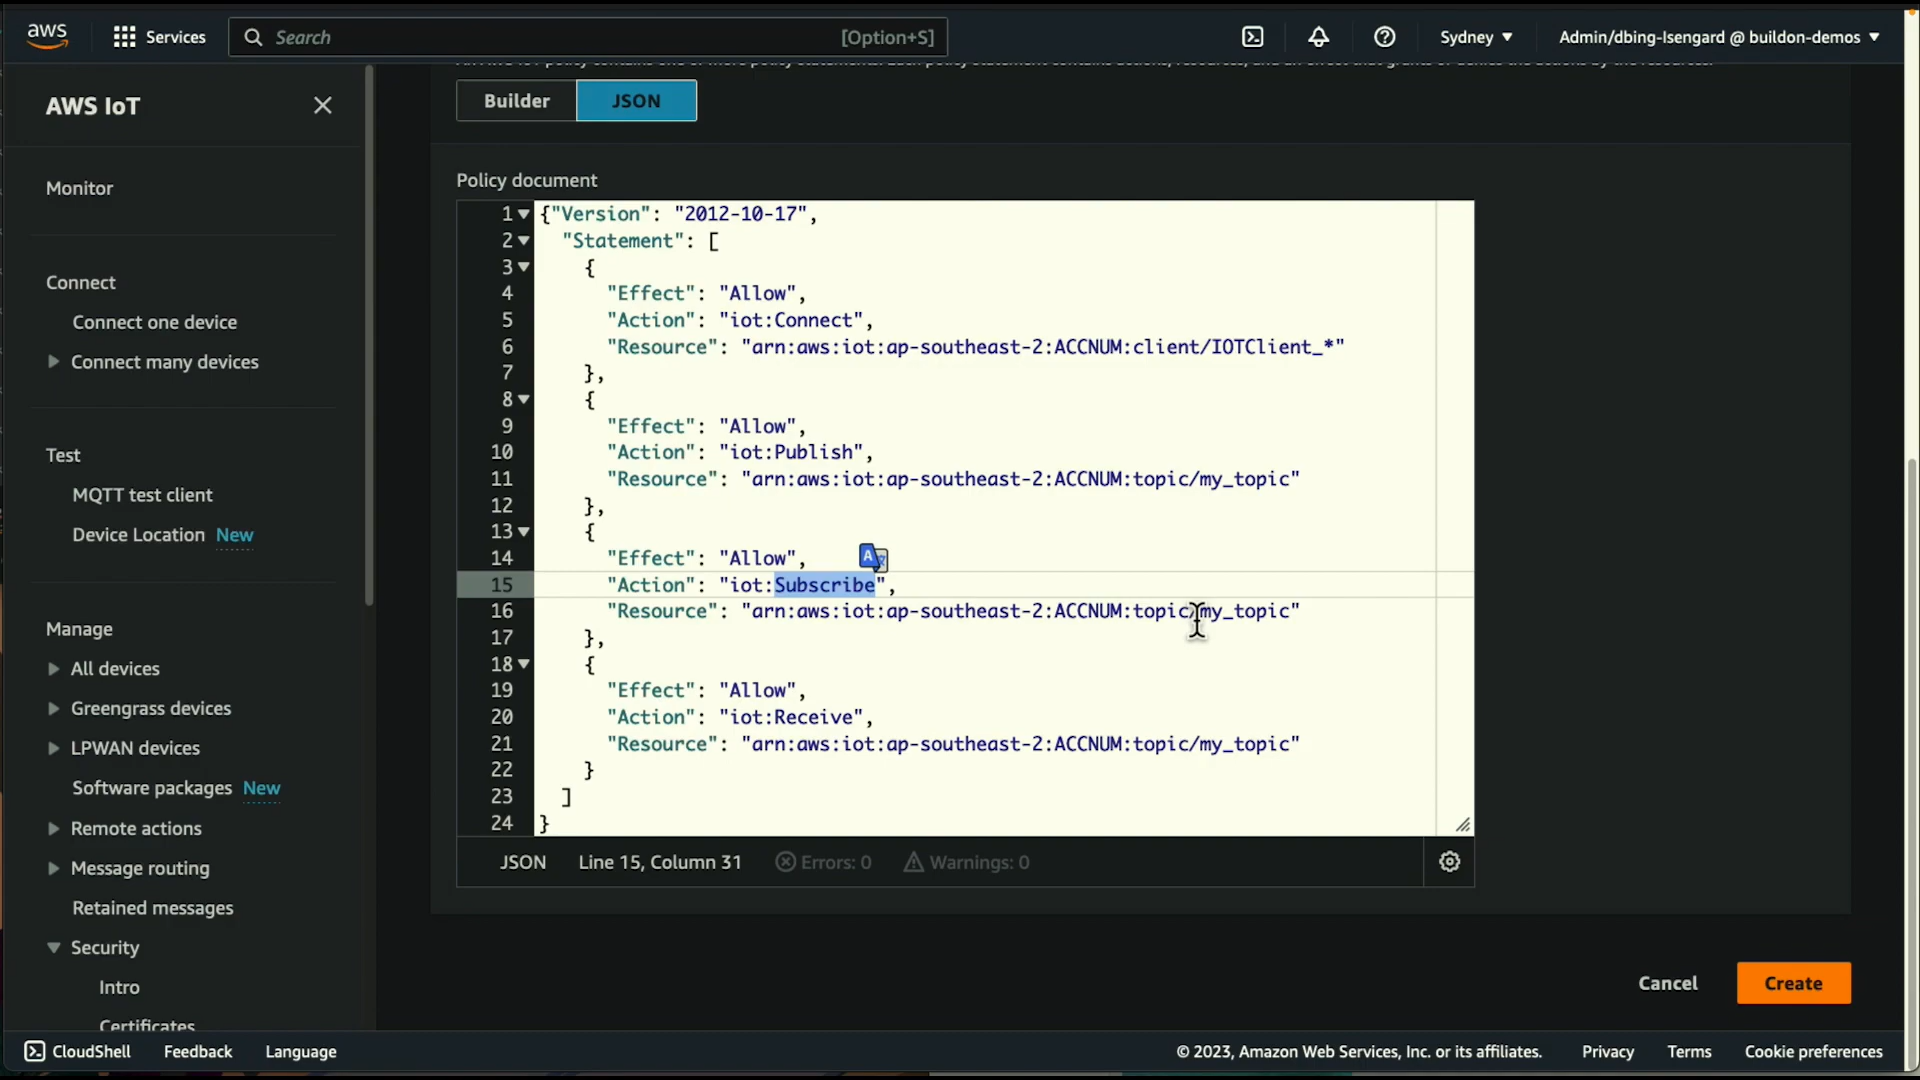 aws
Services
Search
[Option+S]
Sydney
Admin/dbing-Isengard @ buildon-demos
AWS IoT
Monitor
Connect
Connect one device
Connect many devices
Test
MQTT test client
Device Location New
Manage
All devices
Greengrass devices
LPWAN devices
Software packages New
Remote actions
Message routing
Retained messages
Security
Intro
Certificates
Builder
JSON
Policy document
1 {"Version": "2012-10-17",
2 "Statement": [
3 {
4 "Effect": "Allow",
5 "Action": "iot:Connect",
6 "Resource": "arn:aws:iot:ap-southeast-2:ACCNUM:client/IOTClient_*"
7 },
8 {
9 "Effect": "Allow",
10 "Action": "iot:Publish",
11 "Resource": "arn:aws:iot:ap-southeast-2:ACCNUM:topic/my_topic"
12 },
13 {
14 "Effect": "Allow",
15 "Action": "iot:Subscribe",
16 "Resource": "arn:aws:iot:ap-southeast-2:ACCNUM:topic/my_topic"
17 },
18 {
19 "Effect": "Allow",
20 "Action": "iot:Receive",
21 "Resource": "arn:aws:iot:ap-southeast-2:ACCNUM:topic/my_topic"
22 }
23 ]
24 }
JSON Line 15, Column 31 Errors: 0 Warnings: 0
Cancel
Create
CloudShell Feedback Language
© 2023, Amazon Web Services, Inc. or its affiliates. Privacy Terms Cookie preferences